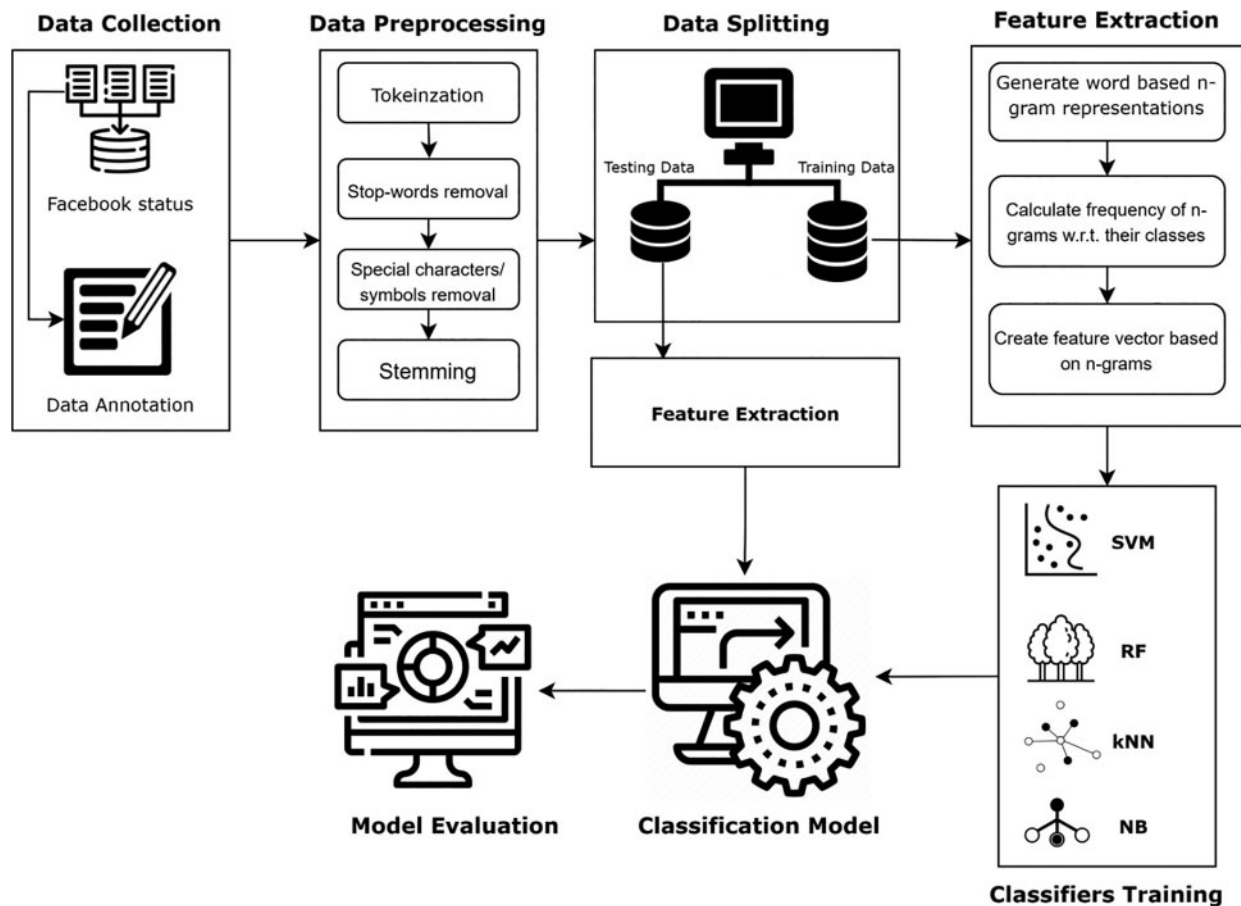 Data Collection
Facebook status
Data Annotation
Data Preprocessing
Tokeinzation
Stop-words removal
Special characters/
symbols removal
Stemming
Data Splitting
Testing Data
Training Data
Feature Extraction
Generate word based n-
gram representations
Calculate frequency of n-
grams w.r.t. their classes
Create feature vector based
on n-grams
Feature Extraction
SVM
RF
kNN
NB
Classifiers Training
Classification Model
Model Evaluation